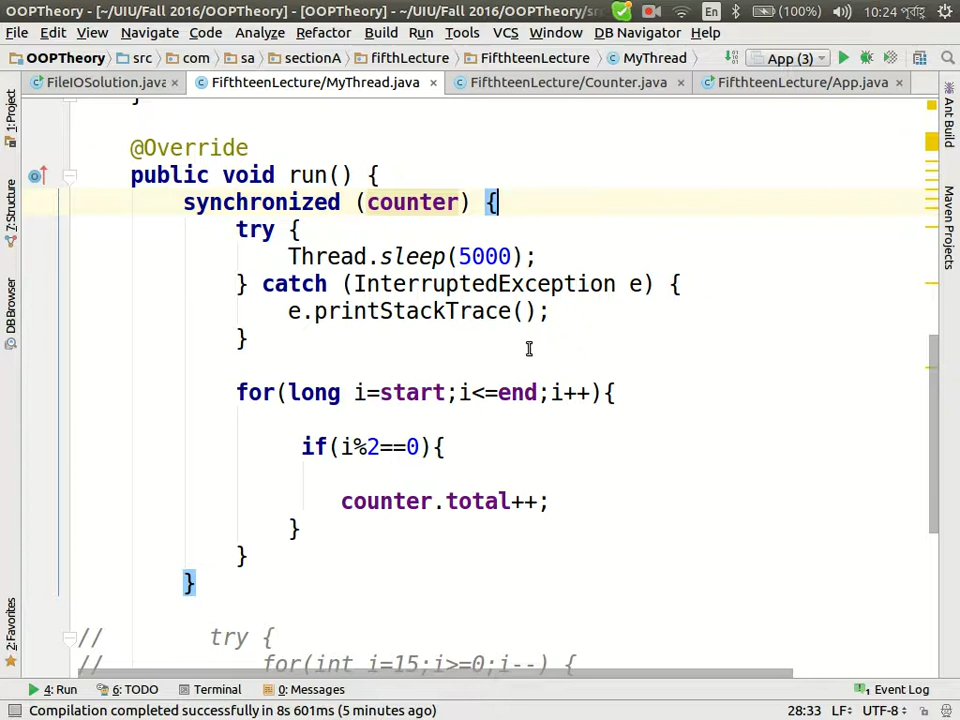 OOPTheory - [~/UIU/Fall 2016/OOPTheory] - [OOPTheory] - ~/UIU/Fall 2016/OOPTheory/sr
En (100%) 10:24 পূর্বাহ্ণ
File Edit View Navigate Code Analyze Refactor Build Run Tools VCS Window DB Navigator Help
OOPTheory src com sa sectionA fifthLecture FifthteenLecture MyThread App (3)
FileIOSolution.java FifthteenLecture/MyThread.java FifthteenLecture/Counter.java FifthteenLecture/App.java
1:Project
7:Structure
DB Browser
2:Favorites
Ant Build
Maven Projects
}
@Override
public void run() {
synchronized (counter) {
try {
Thread.sleep(5000);
} catch (InterruptedException e) {
e.printStackTrace();
}
for(long i=start;i<=end;i++){
if(i%2==0){
counter.total++;
}
}
}
// try {
// for(int i=15;i>=0;i--) {
4: Run 6: TODO Terminal 0: Messages 1 Event Log
Compilation completed successfully in 8s 601ms (5 minutes ago) 28:33 LF UTF-8